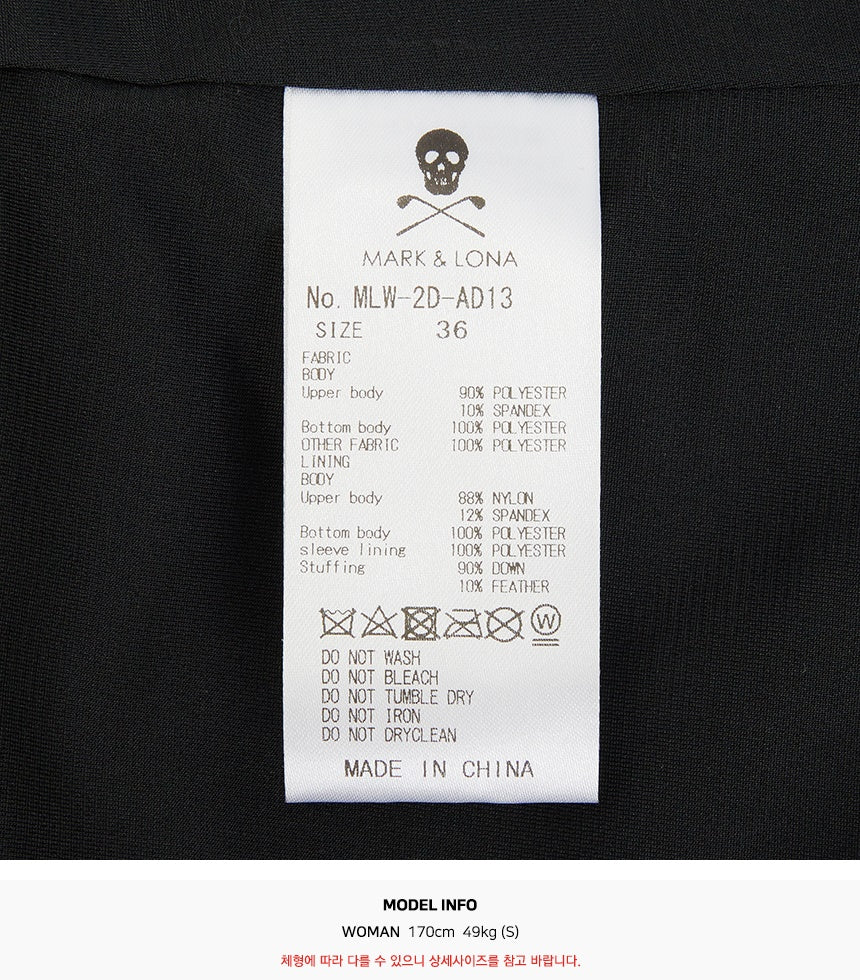 MARK & LONA
No. MLW-2D-AD13
SIZE 36
FABRIC
BODY
Upper body 90% POLYESTER
10% SPANDEX
Bottom body 100% POLYESTER
OTHER FABRIC 100% POLYESTER
LINING
BODY
Upper body 88% NYLON
12% SPANDEX
Bottom body 100% POLYESTER
sleeve lining 100% POLYESTER
Stuffing 90% DOWN
10% FEATHER
W
DO NOT WASH
DO NOT BLEACH
DO NOT TUMBLE DRY
DO NOT IRON
DO NOT DRYCLEAN
MADE IN CHINA
MODEL INFO
WOMAN 170cm 49kg (S)
체형에 따라 다를 수 있으니 상세사이즈를 참고 바랍니다.